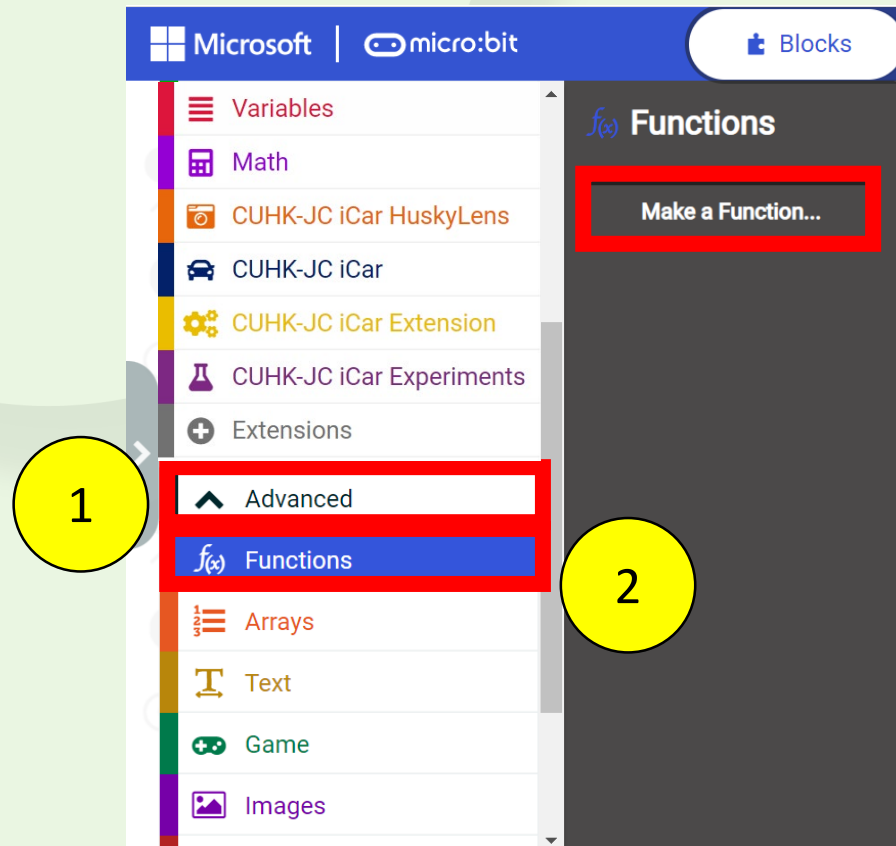 Microsoft | micro:bit
Blocks
Variables
Math
CUHK-JC iCar HuskyLens
CUHK-JC iCar
CUHK-JC iCar Extension
CUHK-JC iCar Experiments
Extensions
Advanced
f(x) Functions
Arrays
Text
Game
Images
f(x) Functions
Make a Function...
1
2